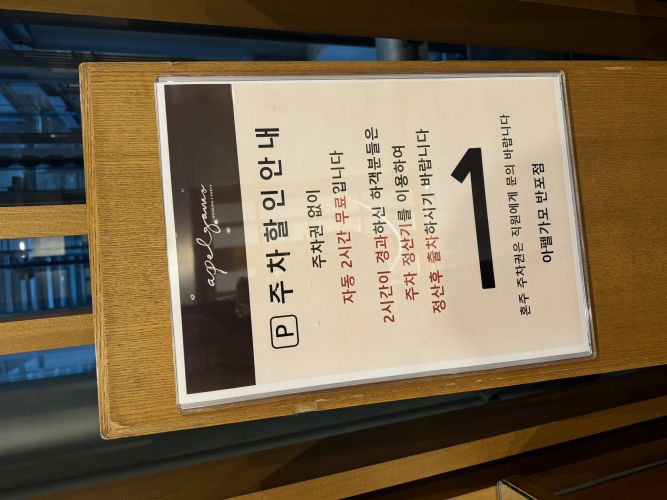 apelgamo
WEDDING & PARTY
P 주차할인안내
주차권 없이
자동 2시간 무료입니다
2시간이 경과하신 하객분들은
주차 정산기를 이용하여
정산후 출차하시기 바랍니다
1
혼주 주차권은 직원에게 문의 바랍니다
아펠가모 반포점